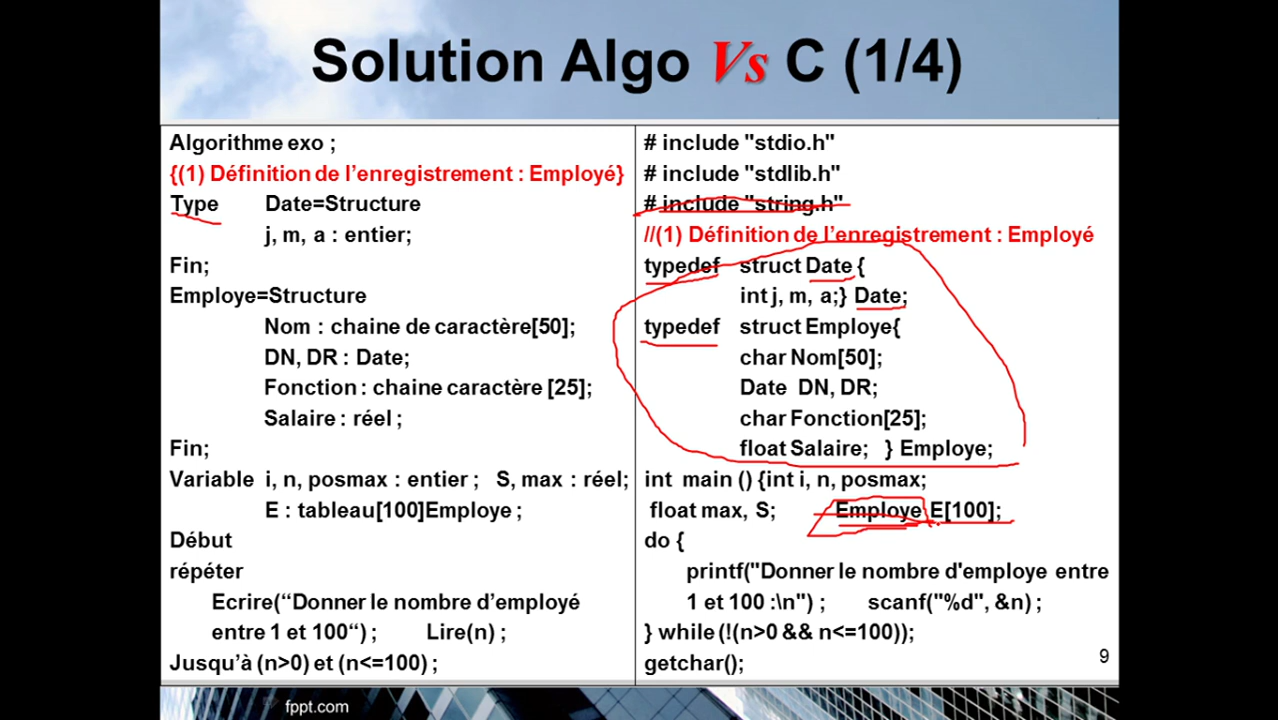 Solution Algo Vs C (1/4)
Algorithme exo ;
{(1) Définition de l’enregistrement : Employé}
Type Date=Structure
j, m, a : entier;
Fin;
Employe=Structure
Nom : chaine de caractère[50];
DN, DR : Date;
Fonction : chaine caractère [25];
Salaire : réel ;
Fin;
Variable i, n, posmax : entier ; S, max : réel;
E : tableau[100]Employe ;
Début
répéter
Ecrire(“Donner le nombre d’employé
entre 1 et 100“) ; Lire(n) ;
Jusqu’à (n>0) et (n<=100) ;
# include "stdio.h"
# include "stdlib.h"
# include "string.h"
//(1) Définition de l’enregistrement : Employé
typedef struct Date {
int j, m, a;} Date;
typedef struct Employe{
char Nom[50];
Date DN, DR;
char Fonction[25];
float Salaire; } Employe;
int main () {int i, n, posmax;
float max, S; Employe E[100];
do {
printf("Donner le nombre d'employe entre
1 et 100 :\n") ; scanf("%d", &n) ;
} while (!(n>0 && n<=100));
getchar();
9
fppt.com